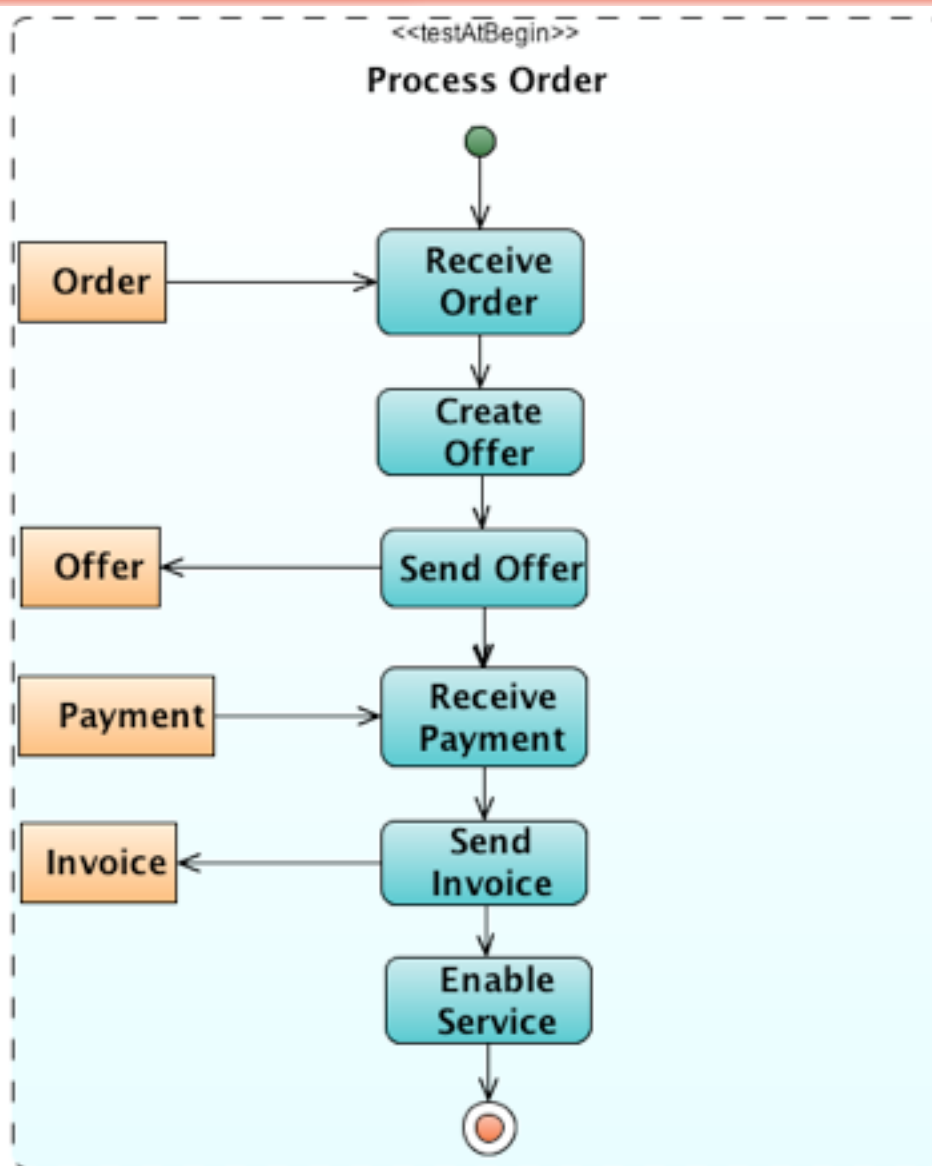 <<testAtBegin>>
Process Order
Order
Receive
Order
Create
Offer
Offer
Send Offer
Payment
Receive
Payment
Invoice
Send
Invoice
Enable
Service